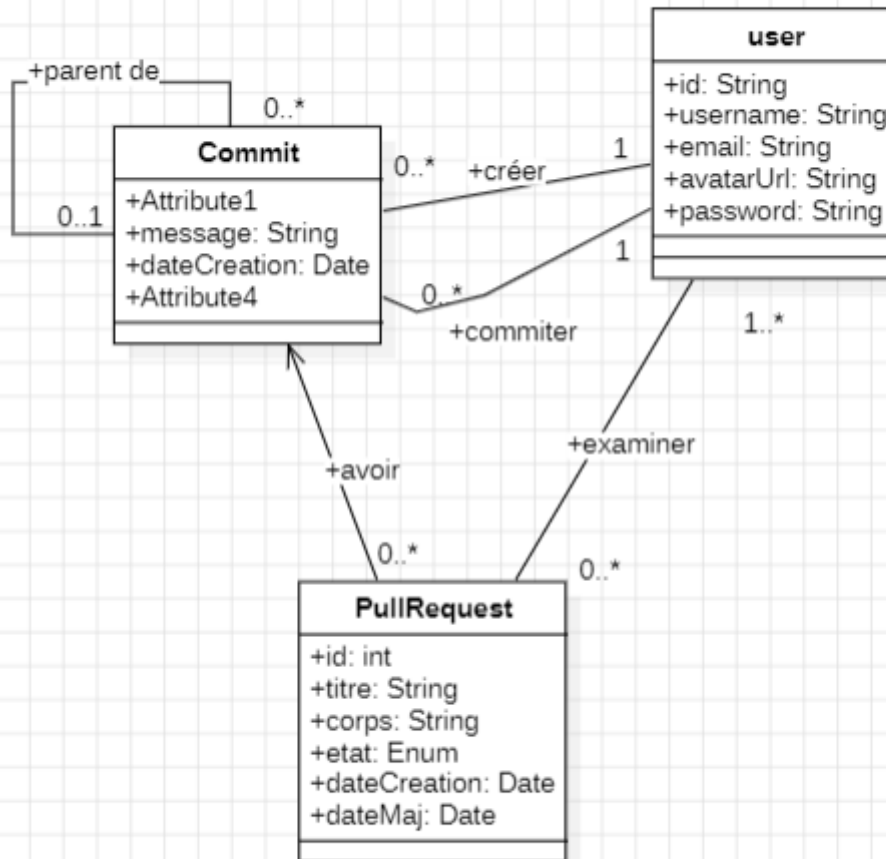 user
+id: String
+username: String
+email: String
+avatarUrl: String
+password: String
+parent de
0..*
0..1
Commit
+Attribute1
+message: String
+dateCreation: Date
+Attribute4
0..*
+créer
1
0..*
+commiter
1
1..*
+examiner
+avoir
0..*
0..*
PullRequest
+id: int
+titre: String
+corps: String
+etat: Enum
+dateCreation: Date
+dateMaj: Date